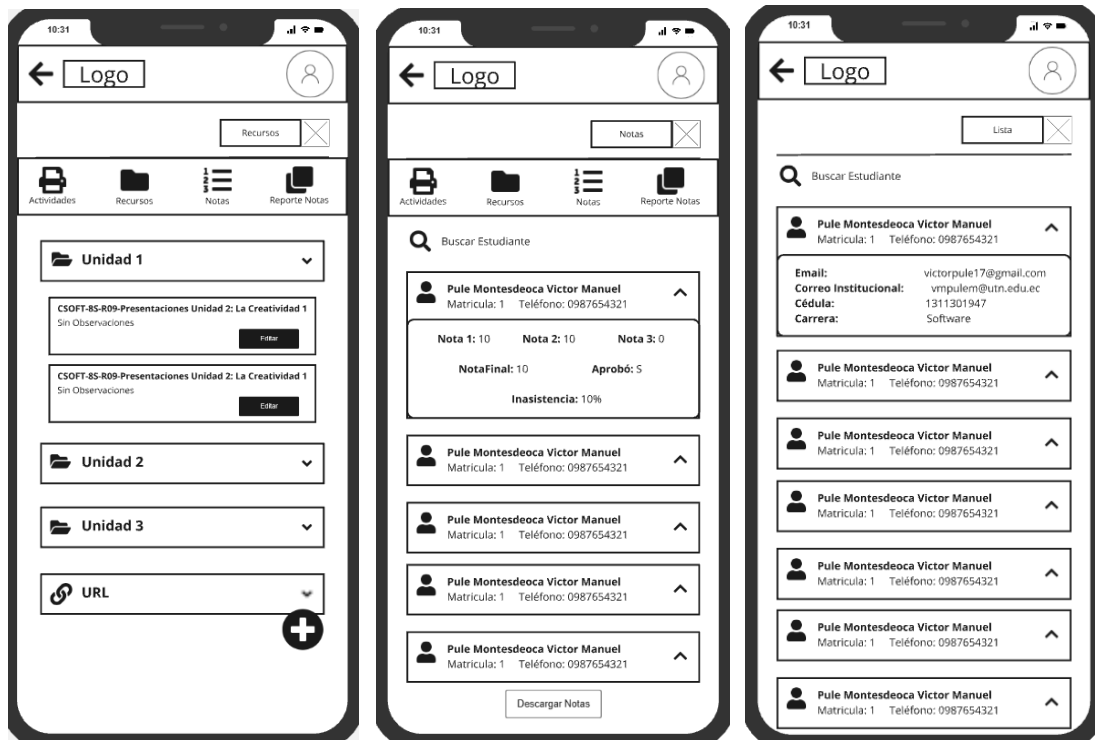 10:31
Logo
Recursos
Actividades
Recursos
Notas
Reporte Notas
Unidad 1
CSOFT-8S-R09-Presentaciones Unidad 2: La Creatividad 1
Sin Observaciones
Editar
CSOFT-8S-R09-Presentaciones Unidad 2: La Creatividad 1
Sin Observaciones
Editar
Unidad 2
Unidad 3
URL
10:31
Logo
Notas
Actividades
Recursos
Notas
Reporte Notas
Buscar Estudiante
Pule Montesdeoca Victor Manuel
Matricula: 1 Teléfono: 0987654321
Nota 1: 10 Nota 2: 10 Nota 3: 0
NotaFinal: 10 Aprobó: S
Inasistencia: 10%
Pule Montesdeoca Victor Manuel
Matricula: 1 Teléfono: 0987654321
Pule Montesdeoca Victor Manuel
Matricula: 1 Teléfono: 0987654321
Pule Montesdeoca Victor Manuel
Matricula: 1 Teléfono: 0987654321
Pule Montesdeoca Victor Manuel
Matricula: 1 Teléfono: 0987654321
Descargar Notas
10:31
Logo
Lista
Buscar Estudiante
Pule Montesdeoca Victor Manuel
Matricula: 1 Teléfono: 0987654321
Email: victorpule17@gmail.com
Correo Institucional: vmpulem@utn.edu.ec
Cédula: 1311301947
Carrera: Software
Pule Montesdeoca Victor Manuel
Matricula: 1 Teléfono: 0987654321
Pule Montesdeoca Victor Manuel
Matricula: 1 Teléfono: 0987654321
Pule Montesdeoca Victor Manuel
Matricula: 1 Teléfono: 0987654321
Pule Montesdeoca Victor Manuel
Matricula: 1 Teléfono: 0987654321
Pule Montesdeoca Victor Manuel
Matricula: 1 Teléfono: 0987654321
Pule Montesdeoca Victor Manuel
Matricula: 1 Teléfono: 0987654321